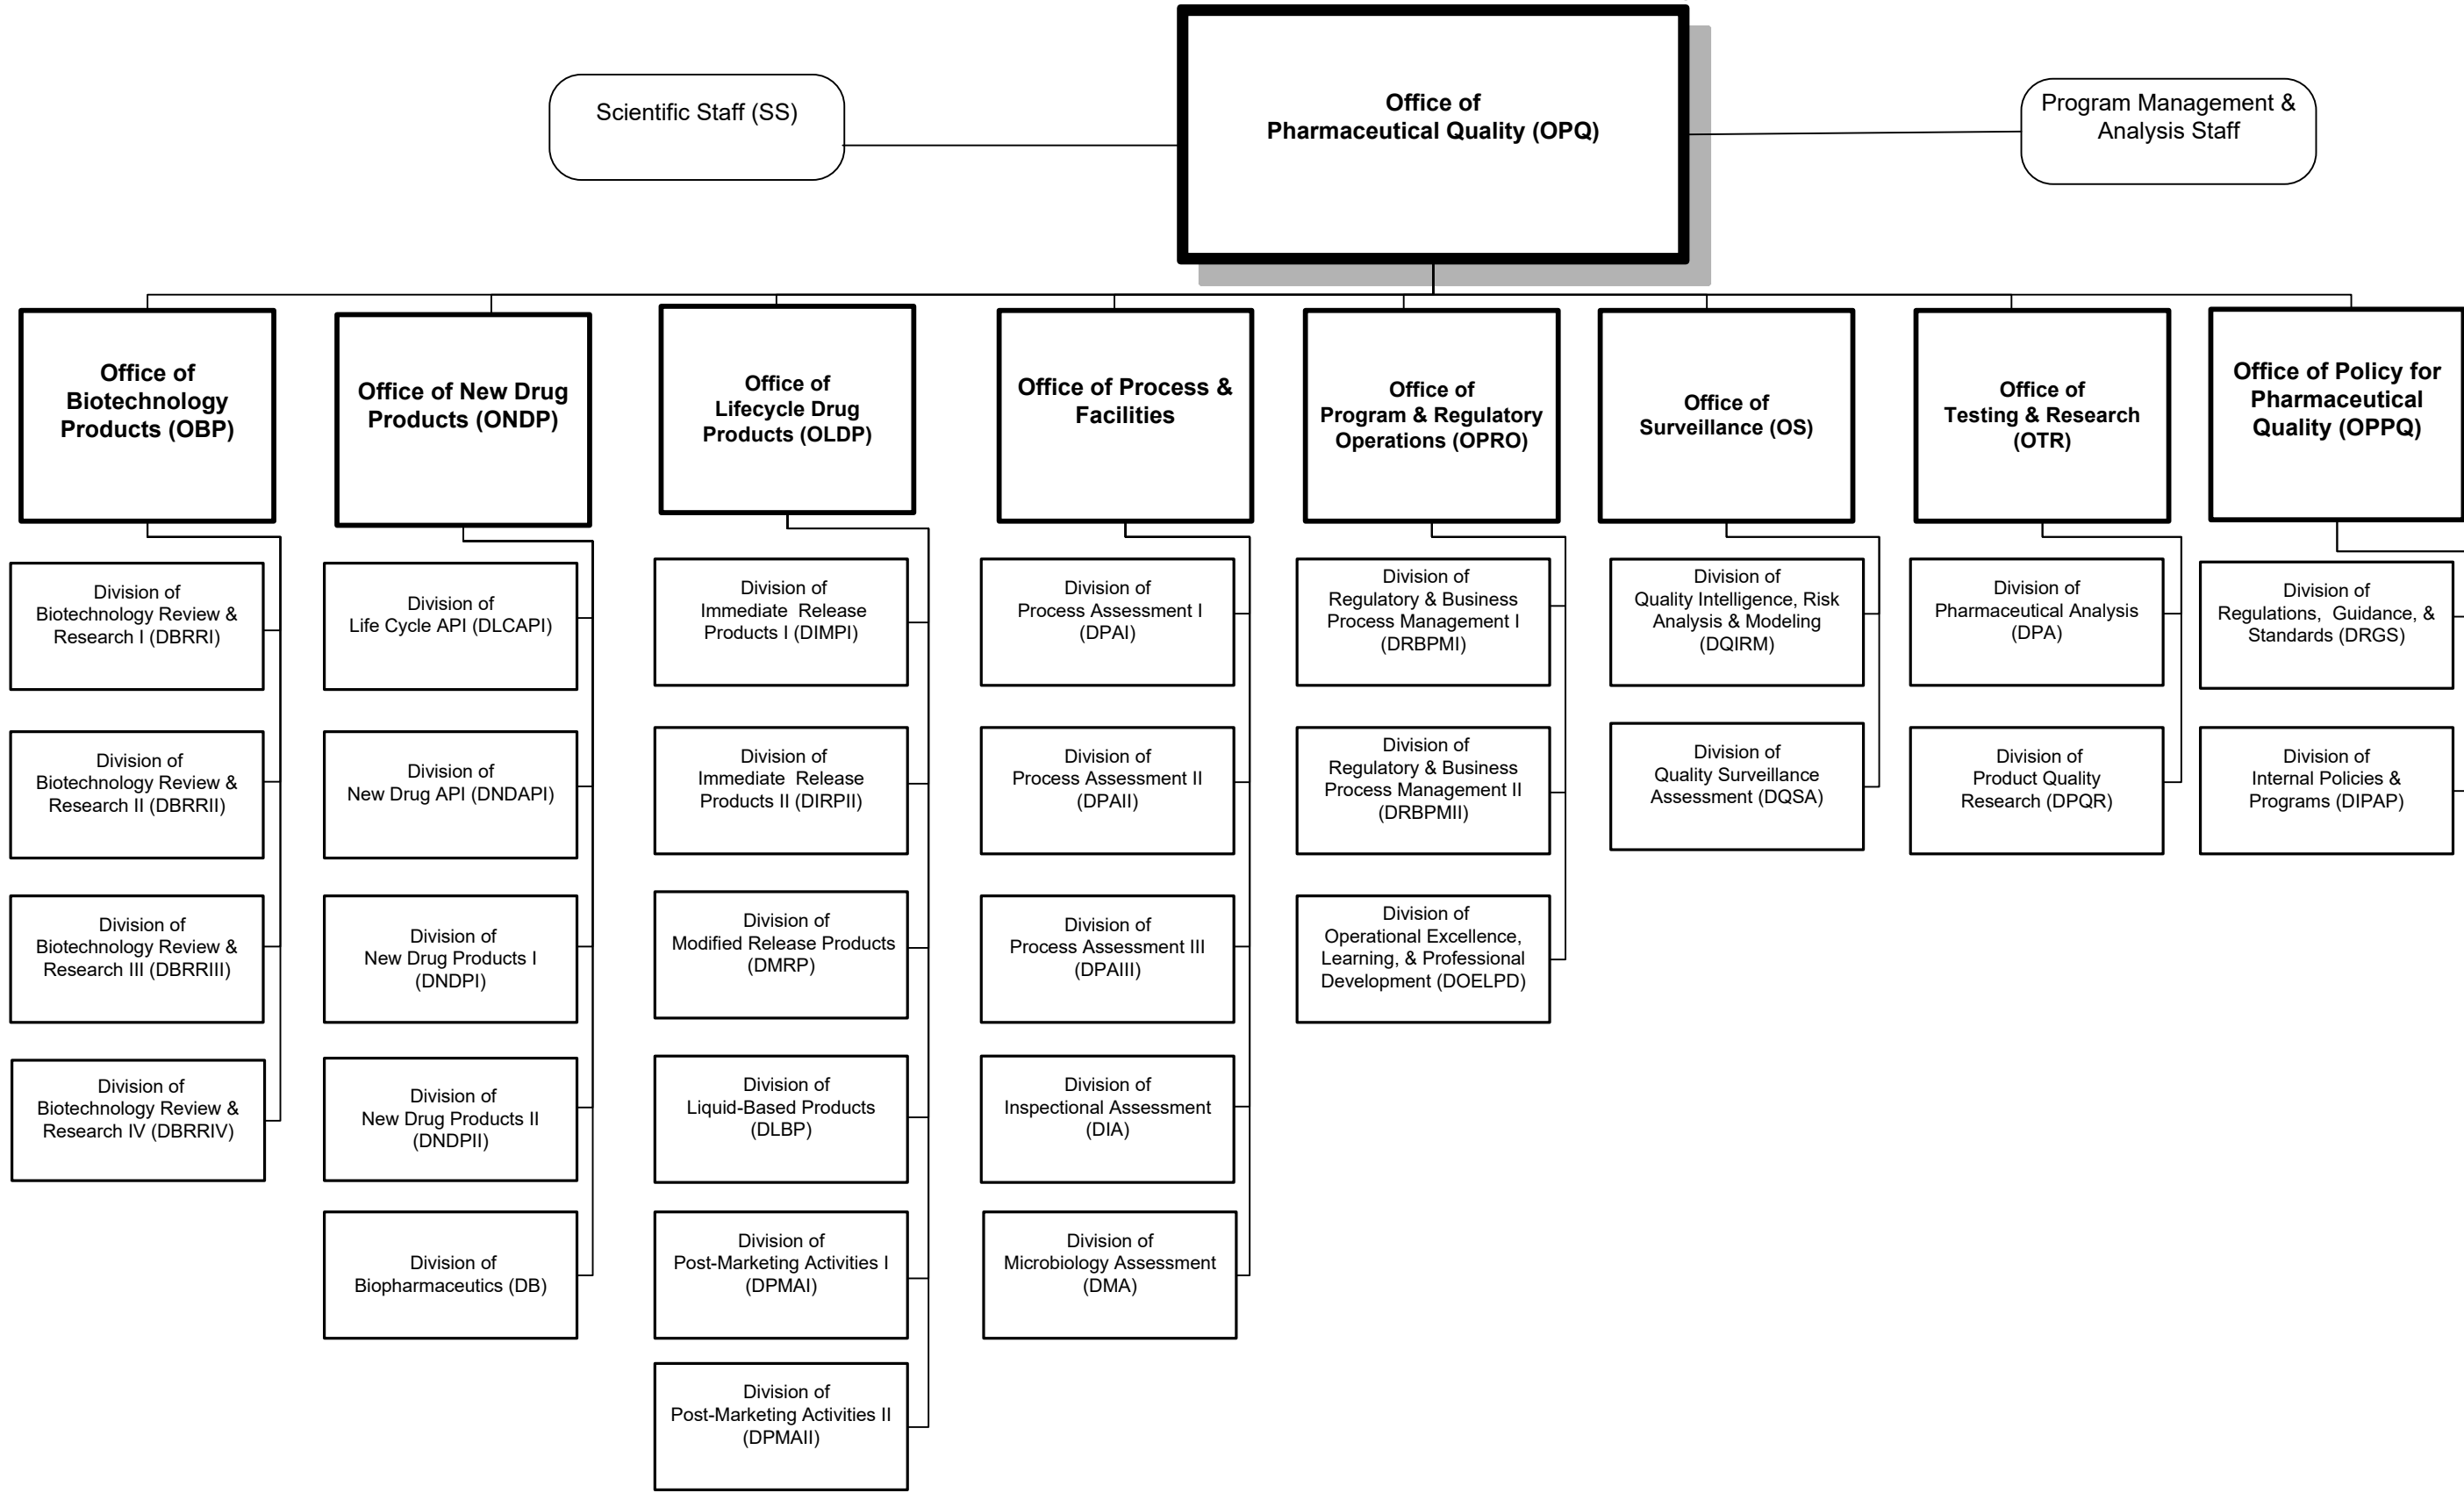 Scientific Staff (SS)
Office of
Pharmaceutical Quality (OPQ)
Program Management &
Analysis Staff
Office of
Biotechnology
Products (OBP)
Office of New Drug
Products (ONDP)
Office of
Lifecycle Drug
Products (OLDP)
Office of Process &
Facilities
Office of
Program & Regulatory
Operations (OPRO)
Office of
Surveillance (OS)
Office of
Testing & Research
(OTR)
Office of Policy for
Pharmaceutical
Quality (OPPQ)
Division of
Biotechnology Review &
Research I (DBRRI)
Division of
Biotechnology Review &
Research II (DBRRII)
Division of
Biotechnology Review &
Research III (DBRRIII)
Division of
Biotechnology Review &
Research IV (DBRRIV)
Division of
Life Cycle API (DLCAPI)
Division of
New Drug API (DNDAPI)
Division of
New Drug Products I
(DNDPI)
Division of
New Drug Products II
(DNDPII)
Division of
Biopharmaceutics (DB)
Division of
Immediate  Release
Products I (DIMPI)
Division of
Immediate  Release
Products II (DIRPII)
Division of
Modified Release Products
(DMRP)
Division of
Liquid-Based Products
(DLBP)
Division of
Post-Marketing Activities I
(DPMAI)
Division of
Post-Marketing Activities II
(DPMAII)
Division of
Process Assessment I
(DPAI)
Division of
Process Assessment II
(DPAII)
Division of
Process Assessment III
(DPAIII)
Division of
Inspectional Assessment
(DIA)
Division of
Microbiology Assessment
(DMA)
Division of
Regulatory & Business
Process Management I
(DRBPMI)
Division of
Regulatory & Business
Process Management II
(DRBPMII)
Division of
Operational Excellence,
Learning, & Professional
Development (DOELPD)
Division of
Quality Intelligence, Risk
Analysis & Modeling
(DQIRM)
Division of
Quality Surveillance
Assessment (DQSA)
Division of
Pharmaceutical Analysis
(DPA)
Division of
Product Quality
Research (DPQR)
Division of
Regulations,  Guidance, &
Standards (DRGS)
Division of
Internal Policies &
Programs (DIPAP)